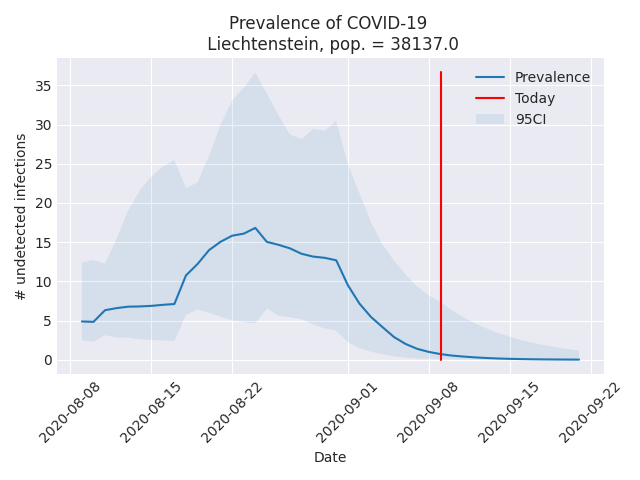 Prevalence of COVID-19
Liechtenstein, pop. = 38137.0
# undetected infections
35
30
25
20
15
10
5
0
Prevalence
Today
95CI
2020-08-08
2020-08-15
2020-08-22
2020-09-01
2020-09-08
2020-09-15
2020-09-22
Date